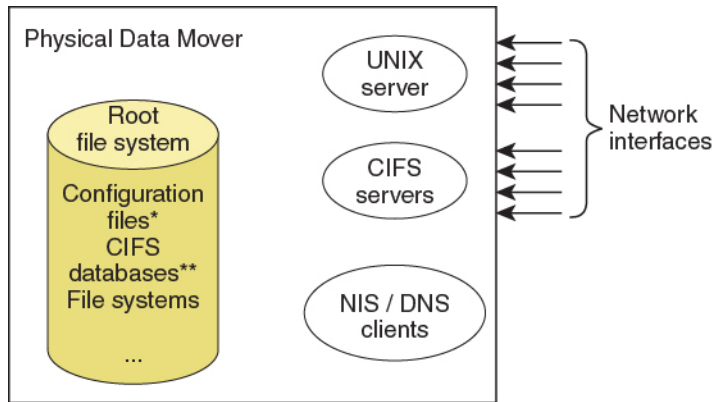 Physical Data Mover
Root
file system
Configuration
files*
CIFS
databases**
File systems
...
UNIX
server
CIFS
servers
NIS / DNS
clients
Network
interfaces